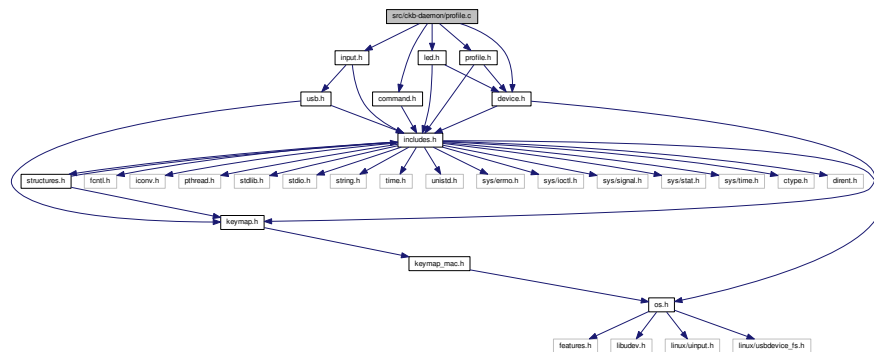 src/ckb-daemon/profile.c
input.h led.h profile.h
usb.h command.h device.h
includes.h
structures.h fcntl.h iconv.h pthread.h stdlib.h stdio.h string.h time.h unistd.h sys/errno.h sys/ioctl.h sys/signal.h sys/stat.h sys/time.h ctype.h dirent.h
keymap.h
keymap_mac.h
os.h
features.h libudev.h linux/uinput.h linux/usbdevice_fs.h